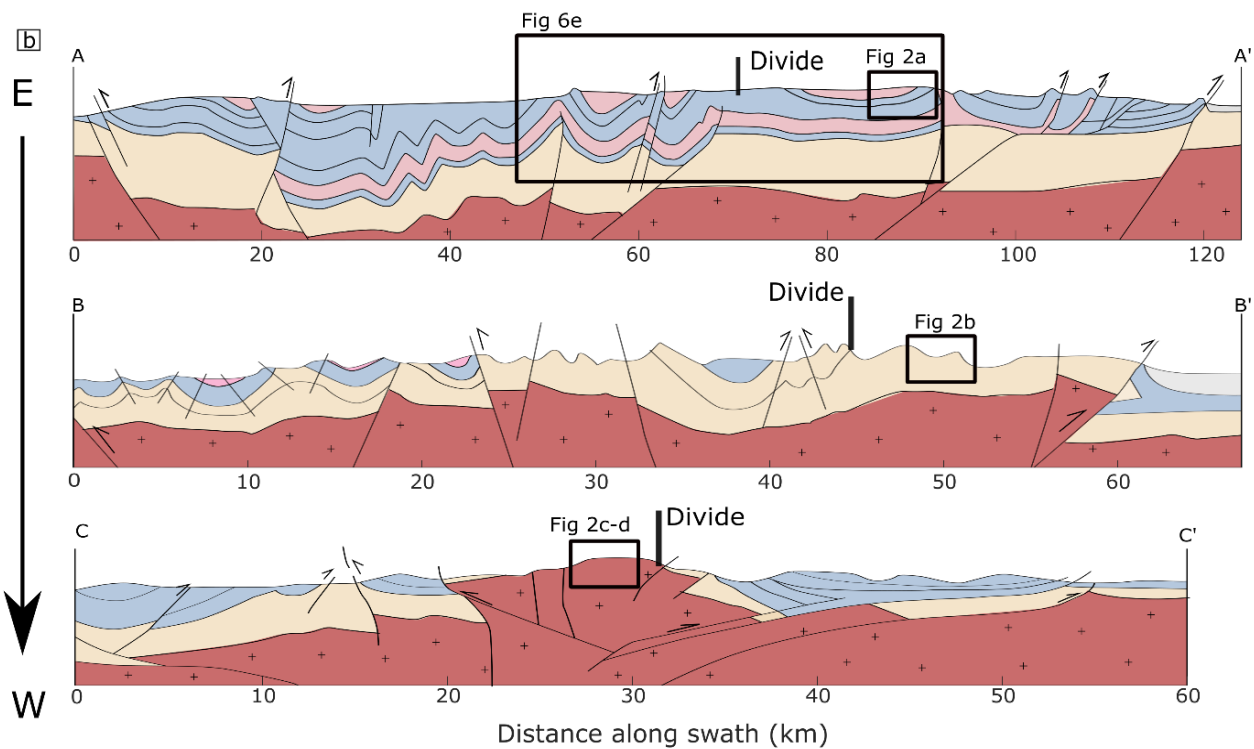 b
E
W
Fig 6e
A
Divide
Fig 2a
A'
0 20 40 60 80 100 120
B
Divide
Fig 2b
B'
0 10 20 30 40 50 60
C
Fig 2c-d
Divide
C'
0 10 20 30 40 50 60
Distance along swath (km)